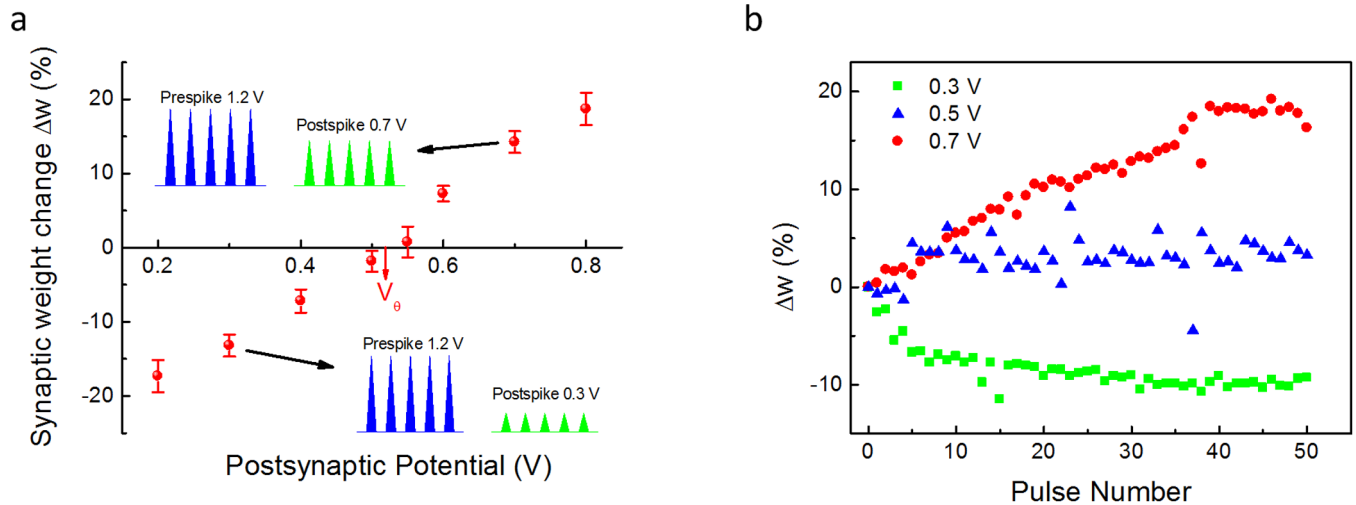 a
Synaptic weight change Δw (%)
20
10
0
-10
-20
0.2
0.4
0.6
0.8
Prespike 1.2 V
Postspike 0.7 V
Vθ
Prespike 1.2 V
Postspike 0.3 V
Postsynaptic Potential (V)
b
Δw (%)
20
10
0
-10
0.3 V
0.5 V
0.7 V
0
10
20
30
40
50
Pulse Number